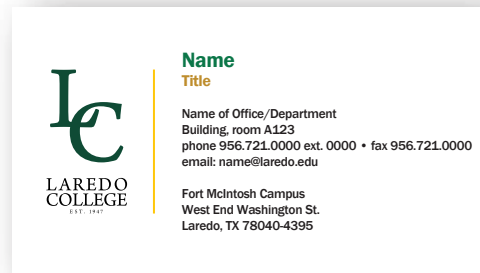 LC
LAREDO
COLLEGE
EST. 1947
Name
Title
Name of Office/Department
Building, room A123
phone 956.721.0000 ext. 0000 • fax 956.721.0000
email: name@laredo.edu
Fort McIntosh Campus
West End Washington St.
Laredo, TX 78040-4395